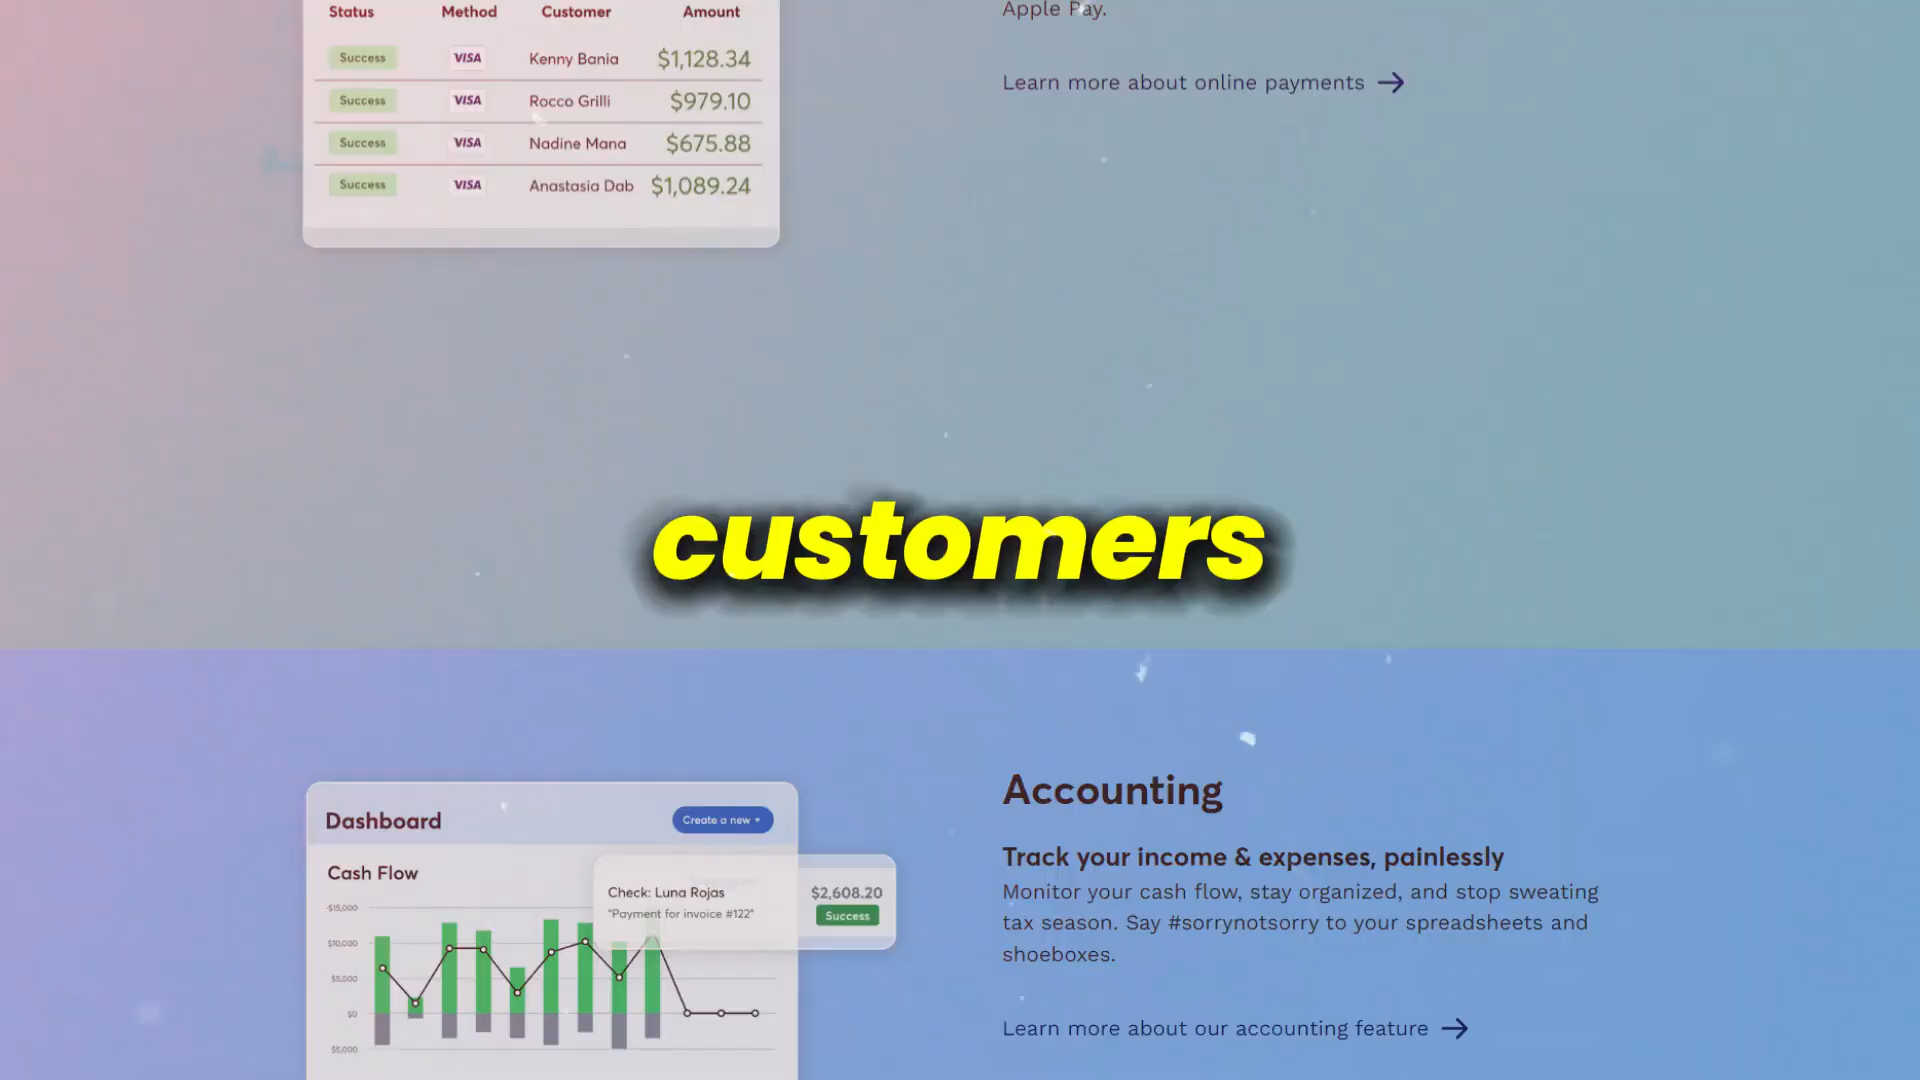 Status Method Customer Amount
Success VISA Kenny Bania $1,128.34
Success VISA Rocco Grilli $979.10
Success VISA Nadine Mana $675.88
Success VISA Anastasia Dab $1,089.24
Apple Pay.
Learn more about online payments
customers
Dashboard
Create a new
Cash Flow
Check: Luna Rojas
"Payment for invoice #122"
$2,608.20
Success
$15,000
$10,000
$5,000
$0
$5,000
Accounting
Track your income & expenses, painlessly
Monitor your cash flow, stay organized, and stop sweating
tax season. Say #sorrynotsorry to your spreadsheets and
shoeboxes.
Learn more about our accounting feature